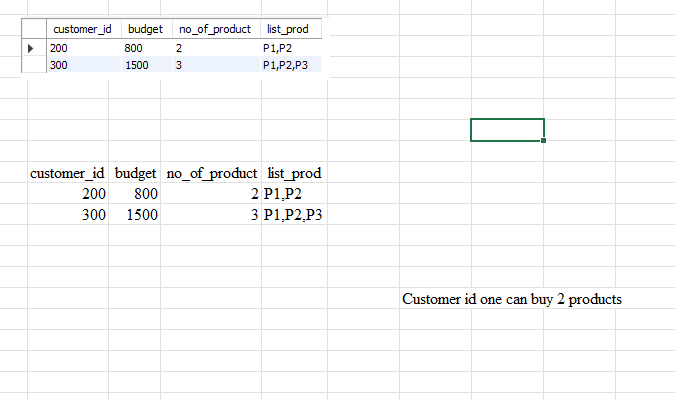 customer_id budget no_of_product list_prod
200 800 2 P1,P2
300 1500 3 P1,P2,P3
customer_id budget no_of_product list_prod
200 800 2 P1,P2
300 1500 3 P1,P2,P3
Customer id one can buy 2 products